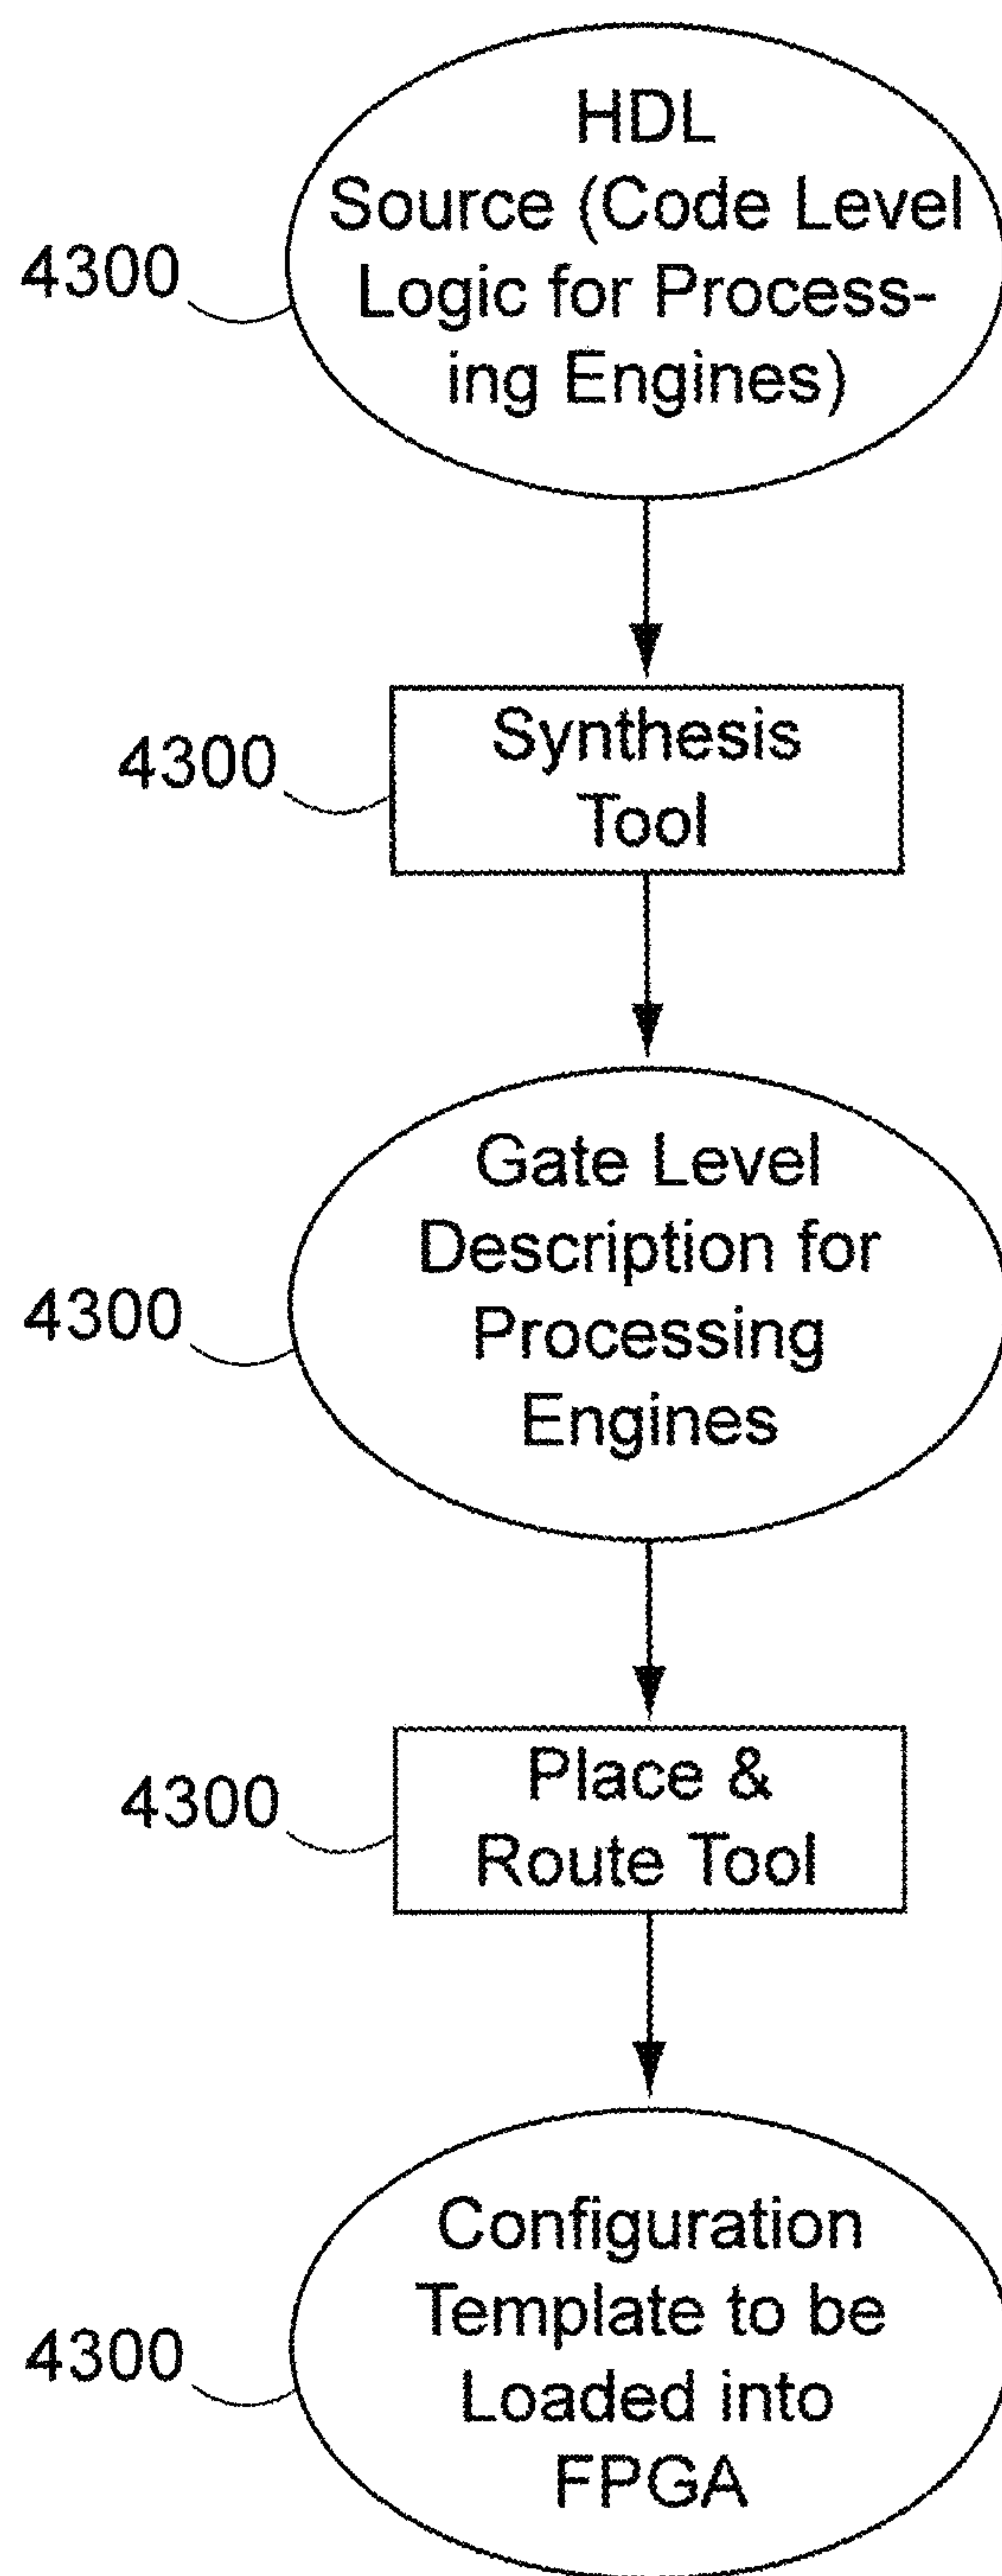 HDL
Source (Code Level
4300
Logic for Process-
ing Engines)
4300
Synthesis
Tool
Gate Level
Description for
4300
Processing
Engines
4300
Place &
Route Tool
Configuration
Template to be
4300
Loaded into
FPGA